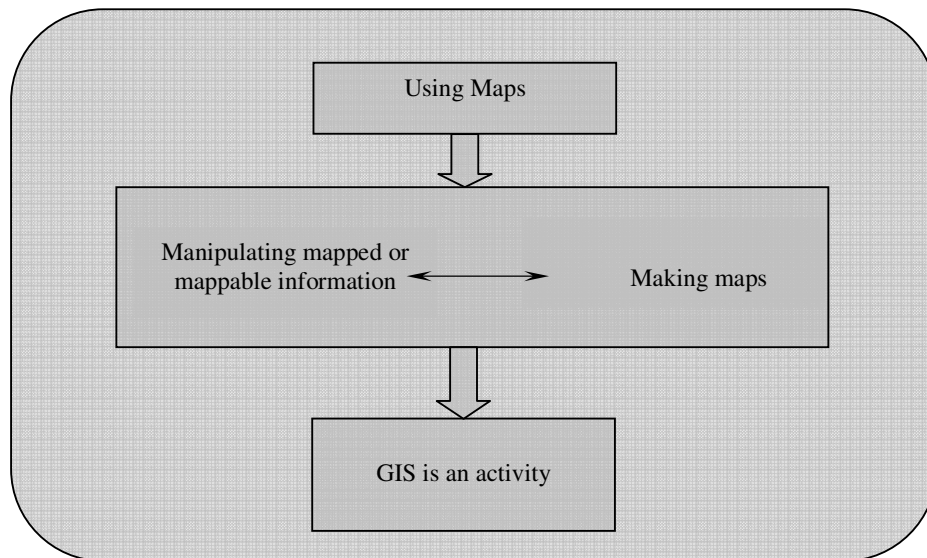 Using Maps
Manipulating mapped or
mappable information
Making maps
GIS is an activity